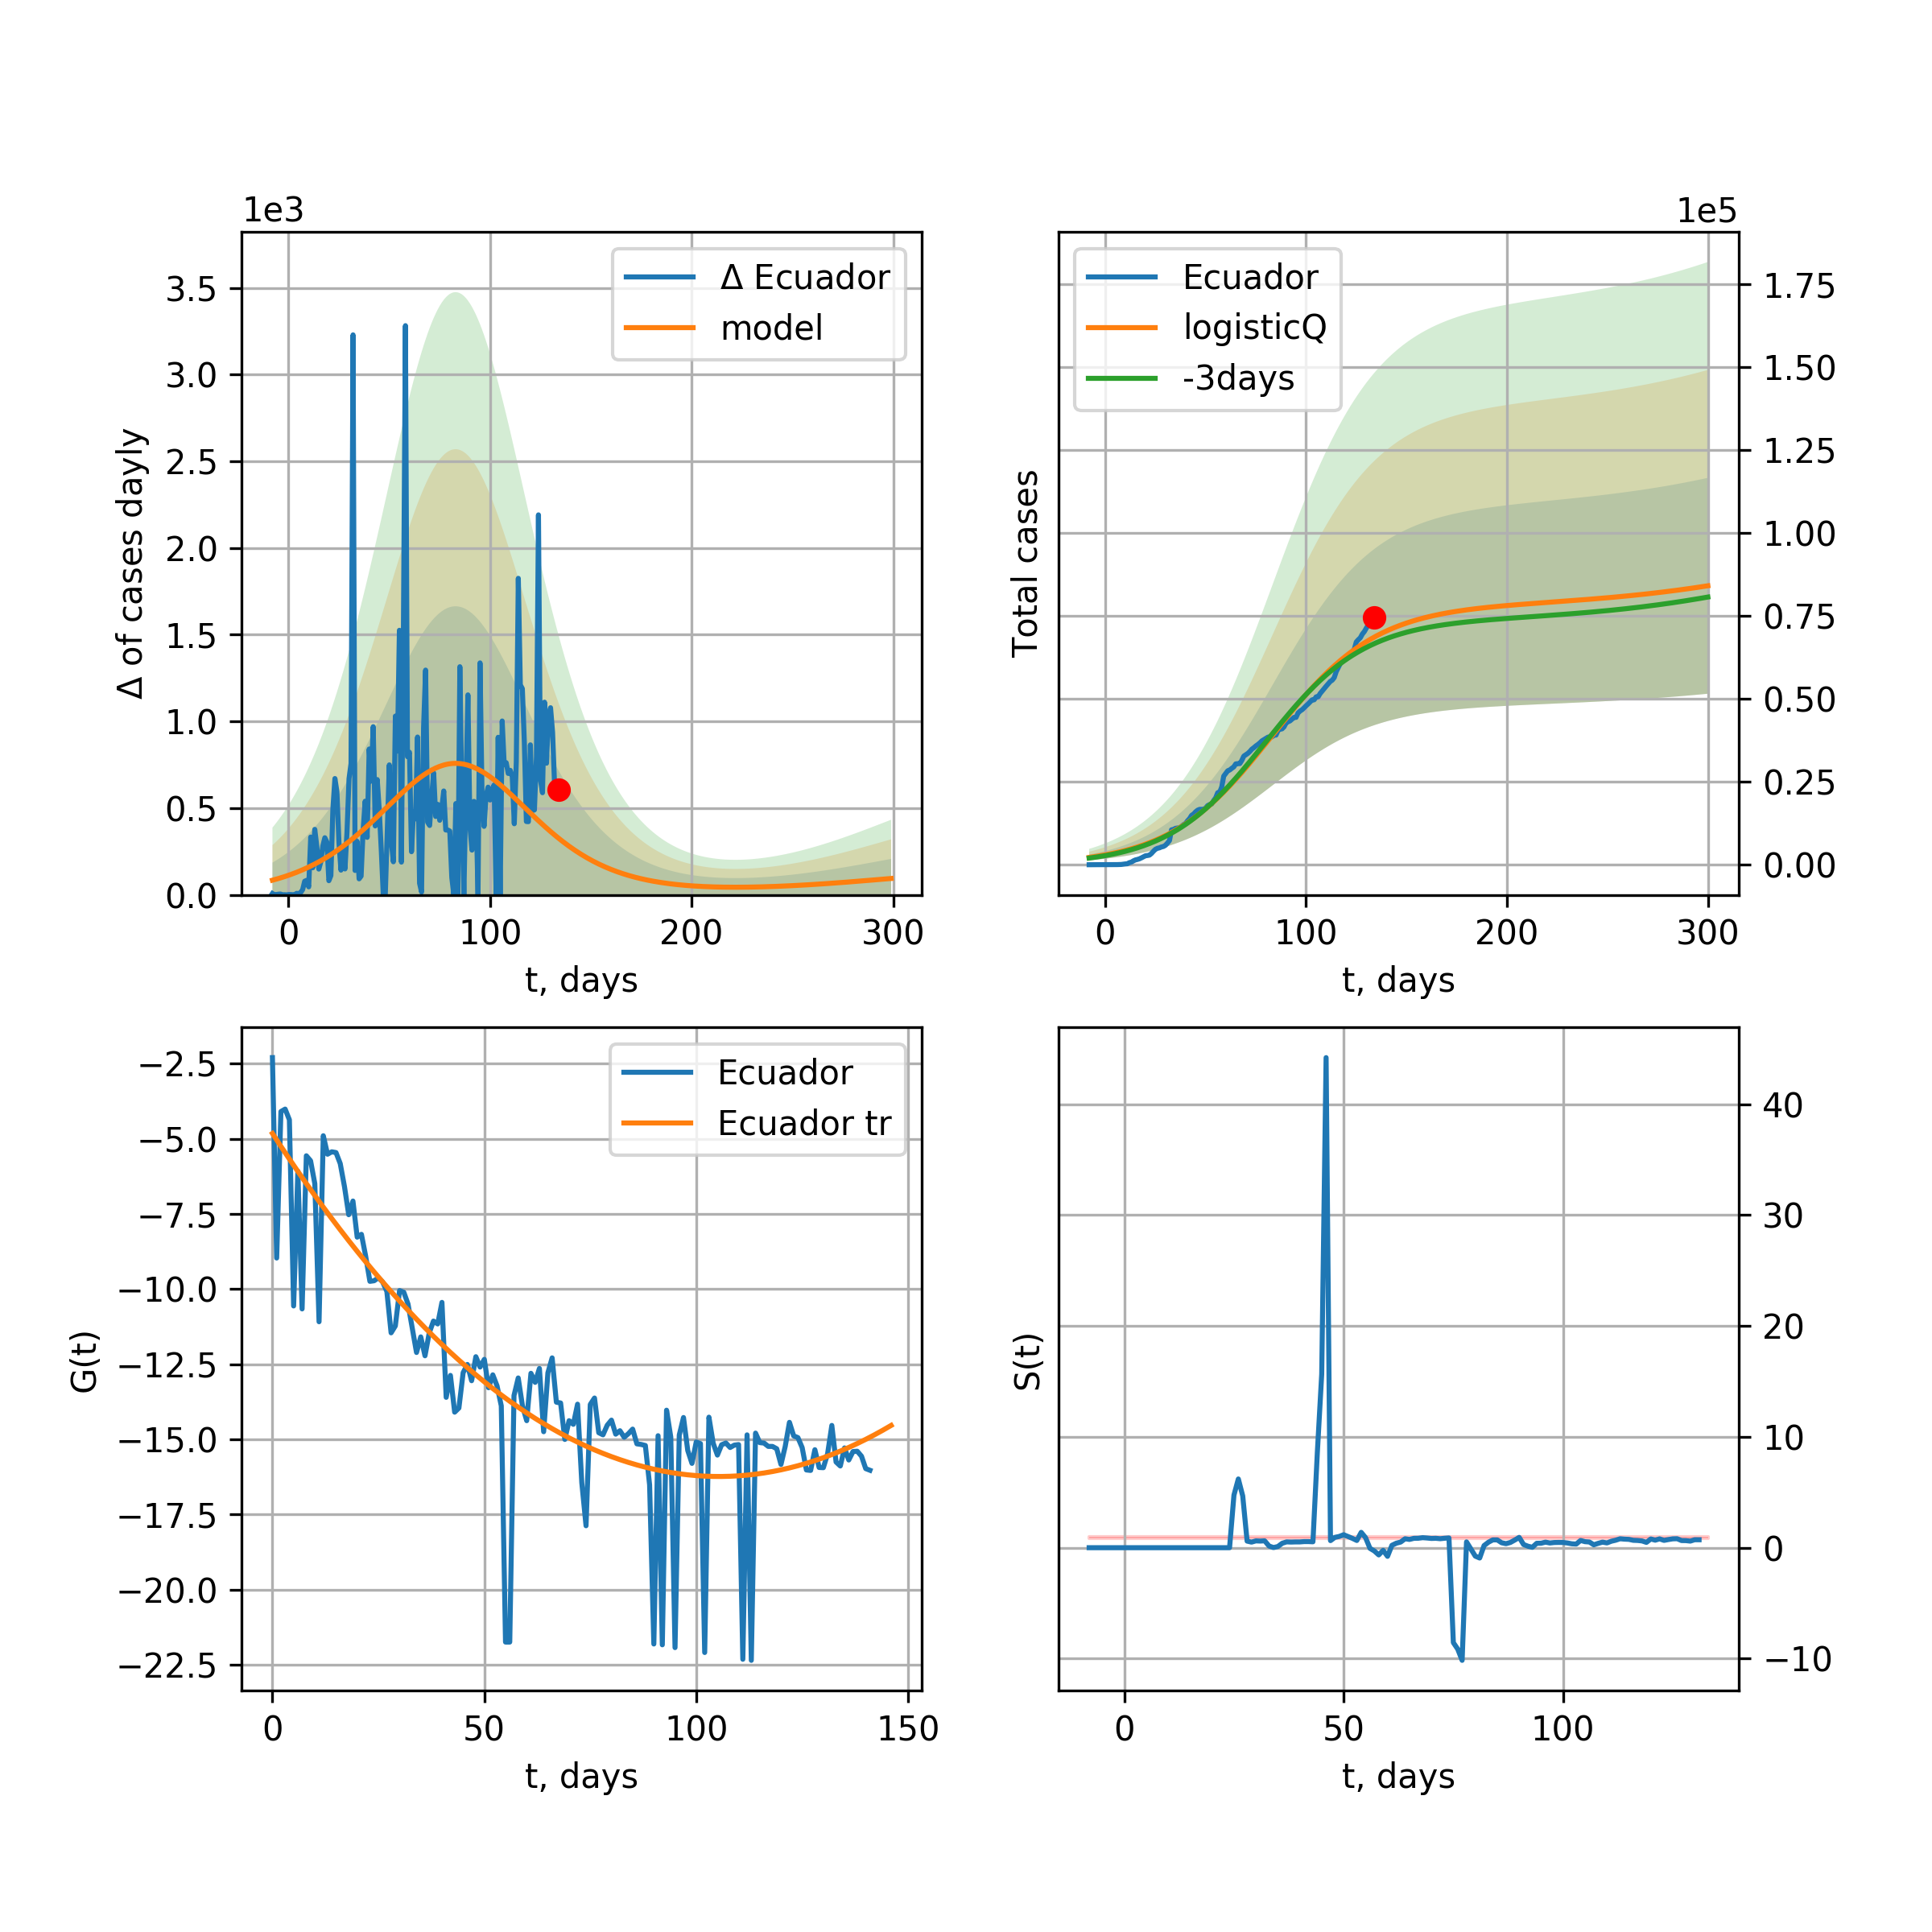 1e3
Δ of cases dayly
3.5
3.0
2.5
2.0
1.5
1.0
0.5
0.0
Δ Ecuador
model
0 100 200 300
t, days
1e5
Total cases
Ecuador
logisticQ
-3days
1.75
1.50
1.25
1.00
0.75
0.50
0.25
0.00
0 100 200 300
t, days
G(t)
−2.5
−5.0
−7.5
−10.0
−12.5
−15.0
−17.5
−20.0
−22.5
Ecuador
Ecuador tr
0 50 100 150
t, days
S(t)
40
30
20
10
0
−10
0 50 100
t, days